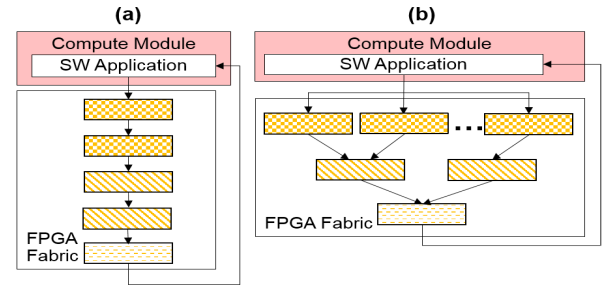 (a)
Compute Module
SW Application
FPGA
Fabric
(b)
Compute Module
SW Application
...
FPGA Fabric